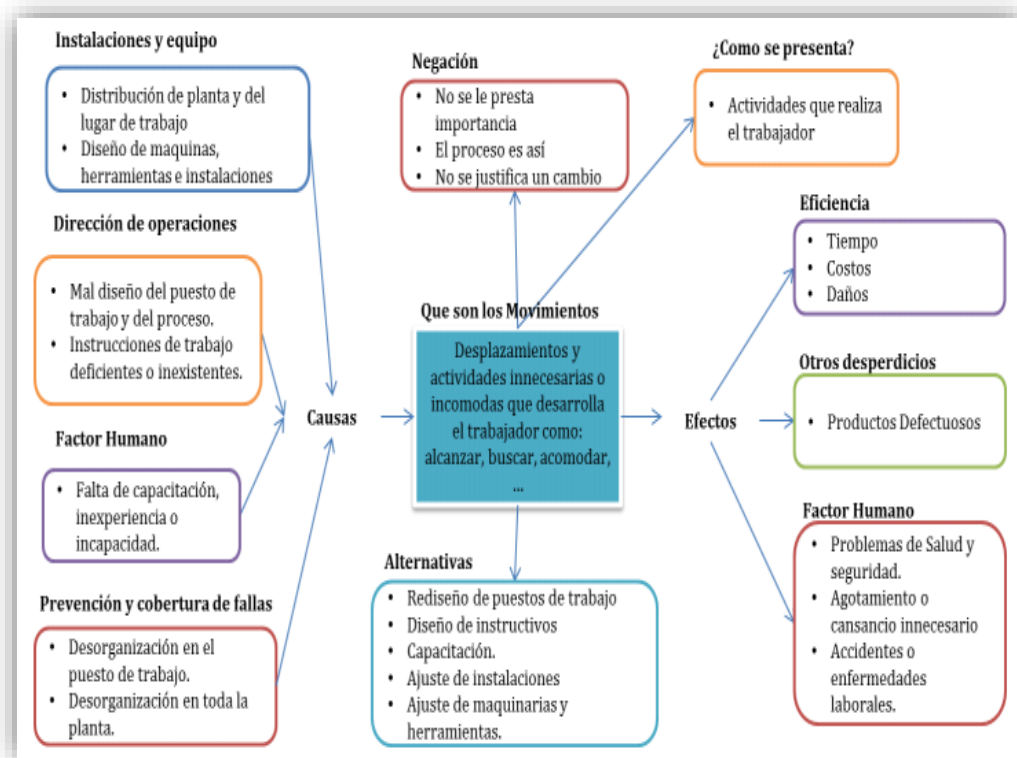 Instalaciones y equipo
• Distribución de planta y del
lugar de trabajo
• Diseño de maquinas,
herramientas e instalaciones
Dirección de operaciones
• Mal diseño del puesto de
trabajo y del proceso.
• Instrucciones de trabajo
deficientes o inexistentes.
Factor Humano
• Falta de capacitación,
inexperiencia o
incapacidad.
Prevención y cobertura de fallas
• Desorganización en el
puesto de trabajo.
• Desorganización en toda la
planta.
Causas
Negación
• No se le presta
importancia
• El proceso es así
• No se justifica un cambio
Que son los Movimientos
Desplazamientos y
actividades innecesarias o
incomodas que desarrolla
el trabajador como:
alcanzar, buscar, acomodar,
...
Alternativas
• Rediseño de puestos de trabajo
• Diseño de instructivos
• Capacitación.
• Ajuste de instalaciones
• Ajuste de maquinarias y
herramientas.
¿Como se presenta?
• Actividades que realiza
el trabajador
Efectos
Eficiencia
• Tiempo
• Costos
• Daños
Otros desperdicios
• Productos Defectuosos
Factor Humano
• Problemas de Salud y
seguridad.
• Agotamiento o
cansancio innecesario
• Accidentes o
enfermedades
laborales.